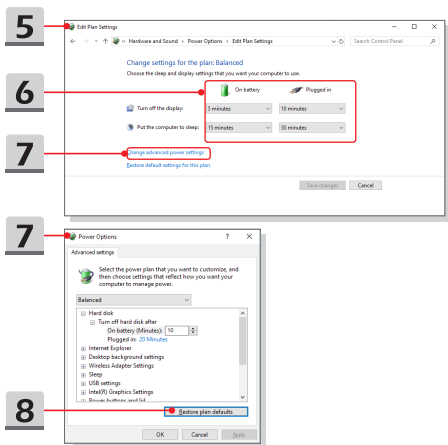 5
Edit Plan Settings
« Hardware and Sound › Power Options › Edit Plan Settings
Search Control Panel
Change settings for the plan: Balanced
Choose the sleep and display settings that you want your computer to use.
6
On battery
Plugged in
Turn off the display:
5 minutes
10 minutes
Put the computer to sleep:
15 minutes
30 minutes
7
Change advanced power settings
Restore default settings for this plan
Save changes
Cancel
7
Power Options
?
Advanced settings
Select the power plan that you want to customize, and
then choose settings that reflect how you want your
computer to manage power.
Balanced
Hard disk
Turn off hard disk after
On battery (Minutes): 10
Plugged in: 20 Minutes
Internet Explorer
Desktop background settings
Wireless Adapter Settings
Sleep
USB settings
Intel(R) Graphics Settings
Power buttons and lid
8
Restore plan defaults
OK
Cancel
Apply